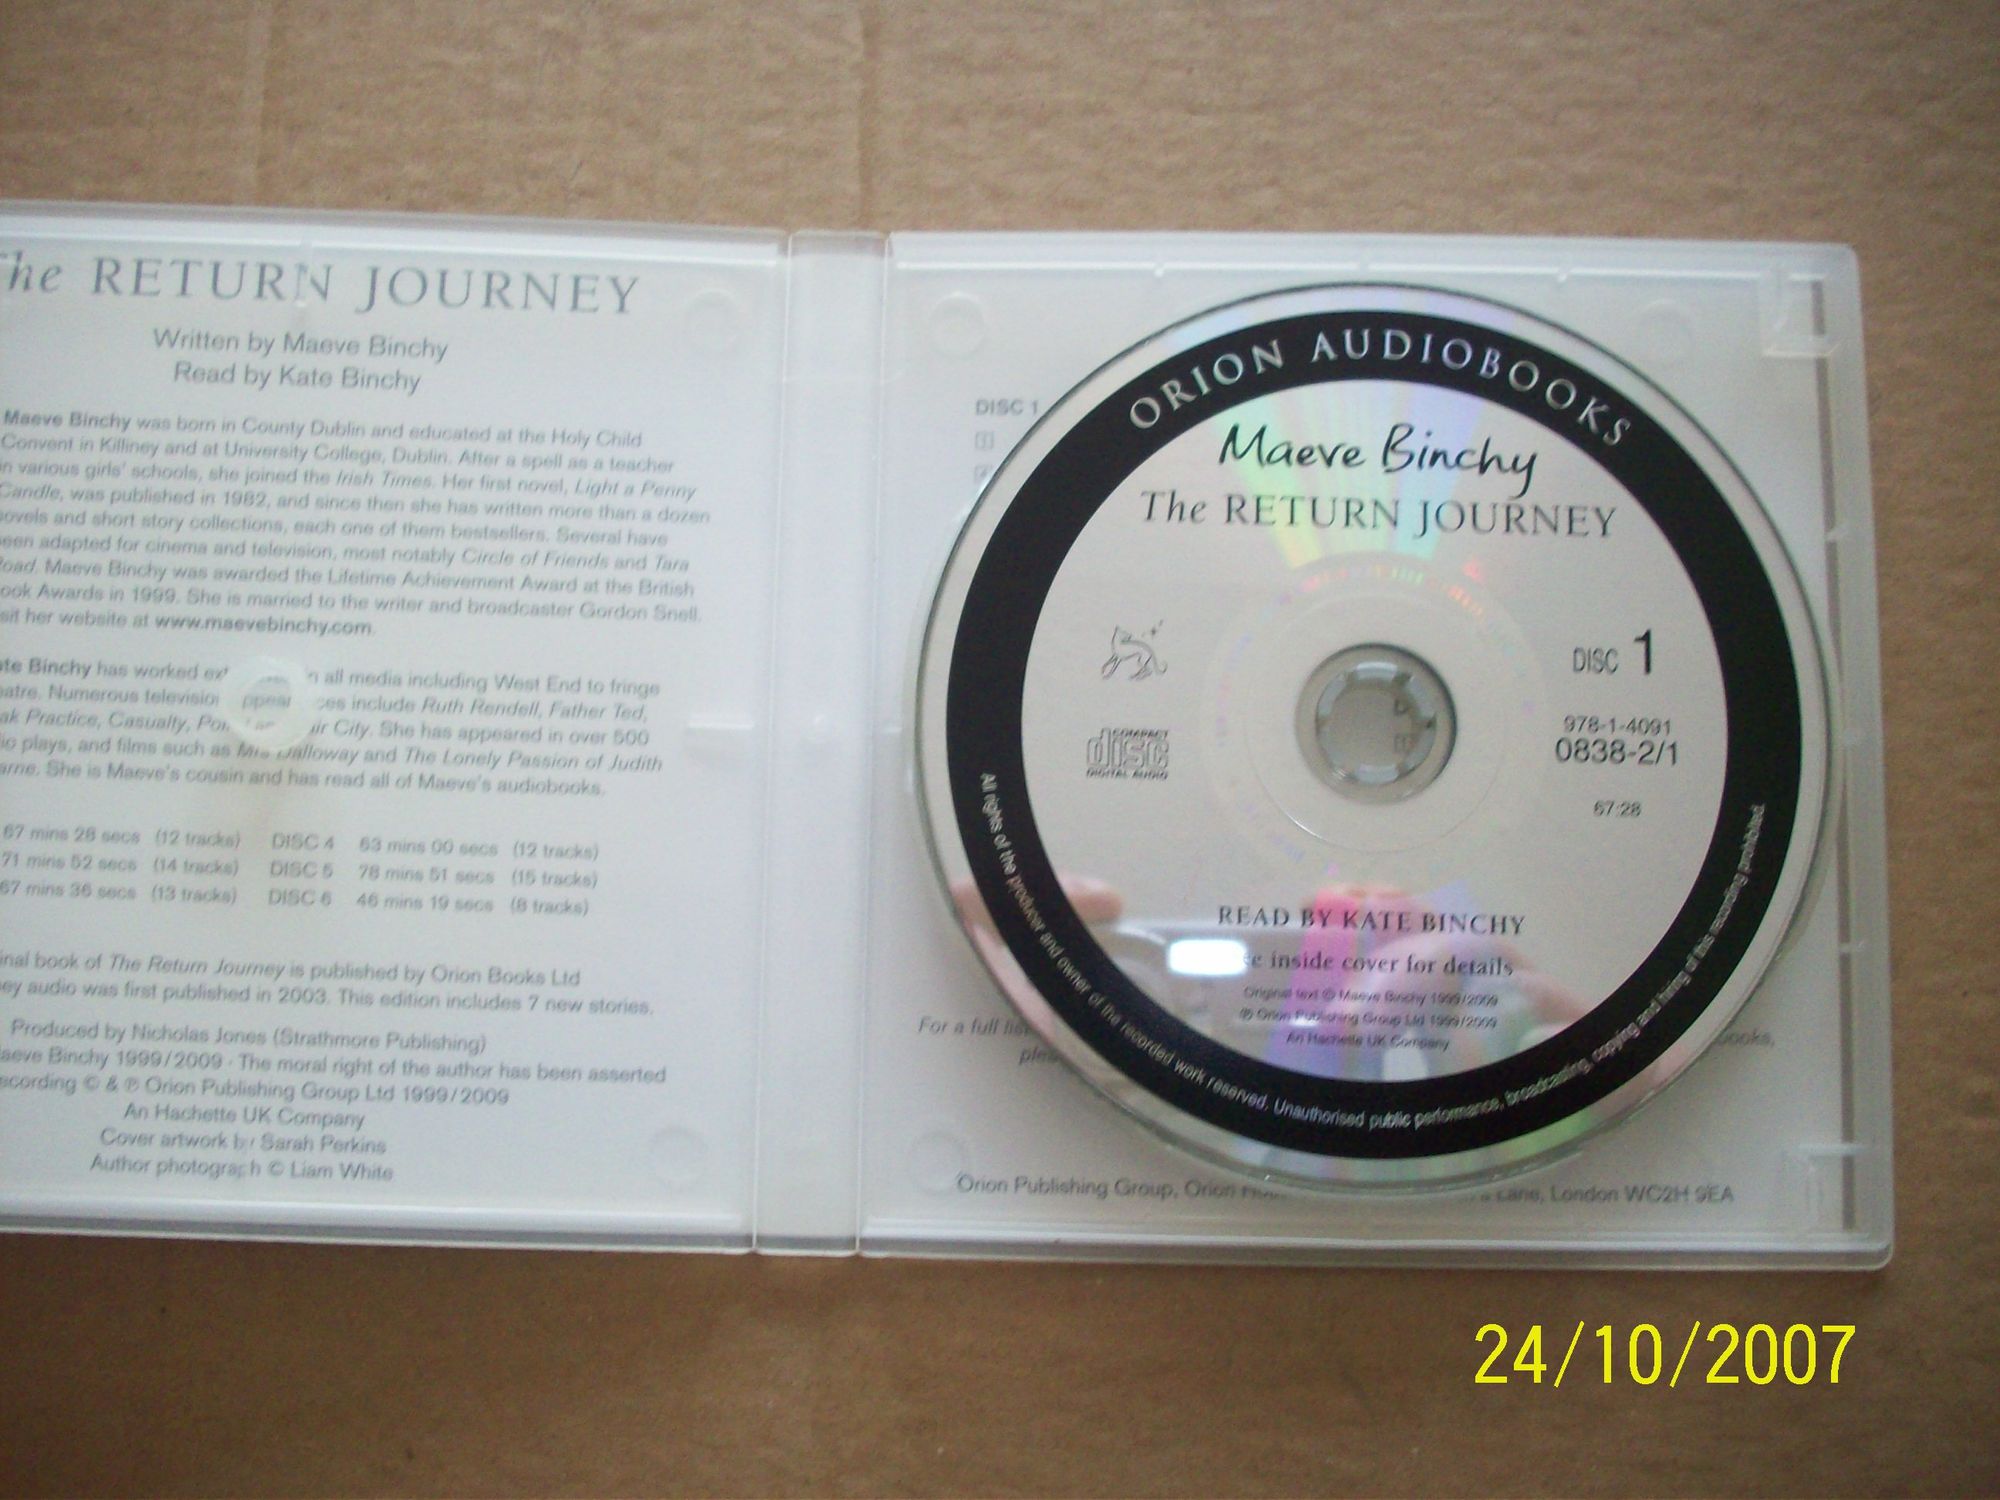 The RETURN JOURNEY
Written by Maeve Binchy
Read by Kate Binchy
Maeve Binchy was born in County Dublin and educated at the Holy Child
Convent in Killiney and at University College, Dublin. After a spell as a teacher
in various girls' schools, she joined the Irish Times. Her first novel, Light a Penny
Candle, was published in 1982, and since then she has written more than a dozen
novels and short story collections, each one of them bestsellers. Several have
been adapted for cinema and television, most notably Circle of Friends and Tara
Road. Maeve Binchy was awarded the Lifetime Achievement Award at the British
Book Awards in 1999. She is married to the writer and broadcaster Gordon Snell.
sit her website at www.maevebinchy.com.
ate Binchy has worked ext n all media including West End to fringe
eatre. Numerous television appear ces include Ruth Rendell, Father Ted,
ak Practice, Casualty, ir City. She has appeared in over 500
io plays, and films such as Mrs Dalloway and The Lonely Passion of Judith
arne. She is Maeve's cousin and has read all of Maeve's audiobooks.
67 mins 28 secs (12 tracks) DISC 4 63 mins 00 secs (12 tracks)
71 mins 52 secs (14 tracks) DISC 5 78 mins 51 secs (15 tracks)
67 mins 36 secs (13 tracks) DISC 6 46 mins 19 secs (8 tracks)
inal book of The Return Journey is published by Orion Books Ltd
ey audio was first published in 2003. This edition includes 7 new stories.
Produced by Nicholas Jones (Strathmore Publishing)
aeve Binchy 1999/2009 · The moral right of the author has been asserted
ecording © & ℗ Orion Publishing Group Ltd 1999/2009
An Hachette UK Company
Cover artwork by Sarah Perkins
Author photograph © Liam White
DISC 1
1
ORION AUDIOBOOKS
Maeve Binchy
The RETURN JOURNEY
DISC 1
978-1-4091
0838-2/1
67:28
COMPACT
disc
DIGITAL AUDIO
READ BY KATE BINCHY
e inside cover for details
Original text © Maeve Binchy 1999/2009
℗ Orion Publishing Group Ltd 1999/2009
An Hachette UK Company
All rights of the producer and owner of the recorded work reserved. Unauthorised public performance, broadcasting, copying and hiring of this recording prohibited.
For a full list ooks,
plea
Orion Publishing Group, Orion Lane, London WC2H 9EA
24/10/2007